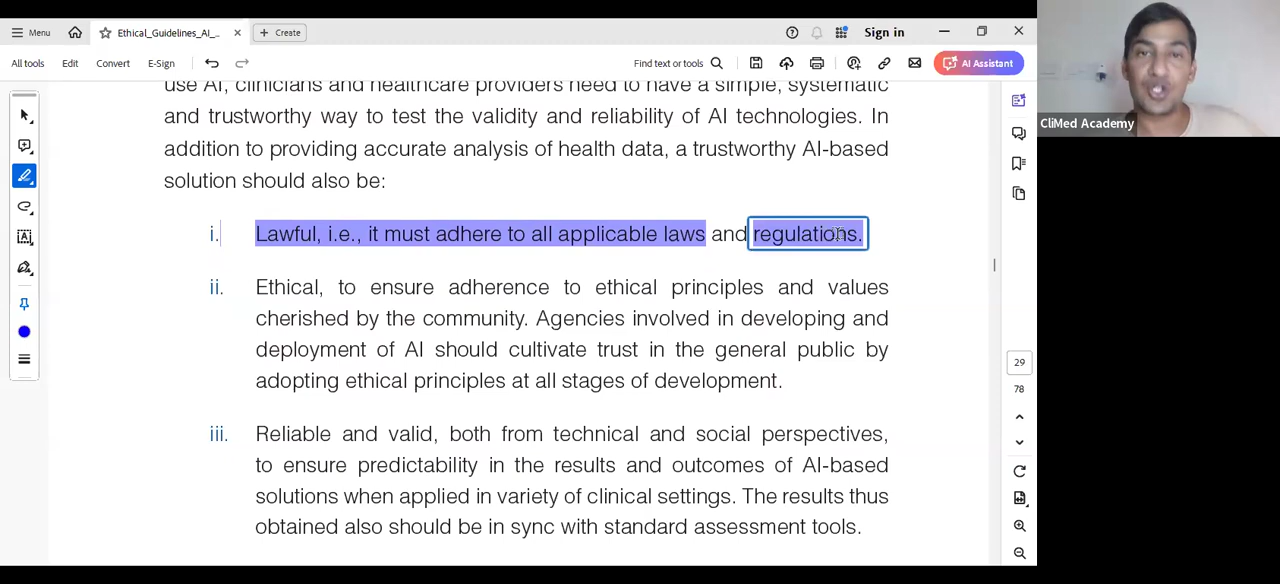 Menu
Ethical_Guidelines_AI_...
Create
Sign in
All tools
Edit
Convert
E-Sign
Find text or tools
AI Assistant
use AI, clinicians and healthcare providers need to have a simple, systematic
and trustworthy way to test the validity and reliability of AI technologies. In
addition to providing accurate analysis of health data, a trustworthy AI-based
solution should also be:
i. Lawful, i.e., it must adhere to all applicable laws and regulations.
ii. Ethical, to ensure adherence to ethical principles and values
cherished by the community. Agencies involved in developing and
deployment of AI should cultivate trust in the general public by
adopting ethical principles at all stages of development.
iii. Reliable and valid, both from technical and social perspectives,
to ensure predictability in the results and outcomes of AI-based
solutions when applied in variety of clinical settings. The results thus
obtained also should be in sync with standard assessment tools.
29
78
CliMed Academy